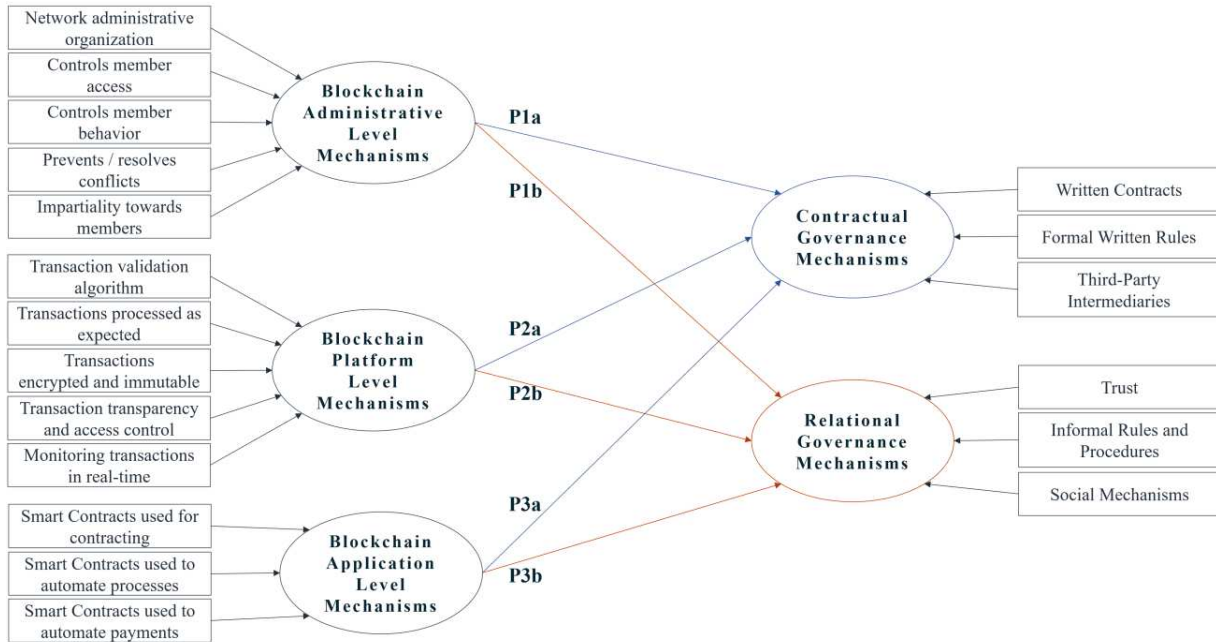 Network administrative
organization
Controls member
access
Controls member
behavior
Prevents / resolves
conflicts
Impartiality towards
members
Blockchain
Administrative
Level
Mechanisms
Transaction validation
algorithm
Transactions processed as
expected
Transactions
encrypted and immutable
Transaction transparency
and access control
Monitoring transactions
in real-time
Blockchain
Platform
Level
Mechanisms
Smart Contracts used for
contracting
Smart Contracts used to
automate processes
Smart Contracts used to
automate payments
Blockchain
Application
Level
Mechanisms
P1a
P1b
P2a
P2b
P3a
P3b
Contractual
Governance
Mechanisms
Written Contracts
Formal Written Rules
Third-Party
Intermediaries
Relational
Governance
Mechanisms
Trust
Informal Rules and
Procedures
Social Mechanisms